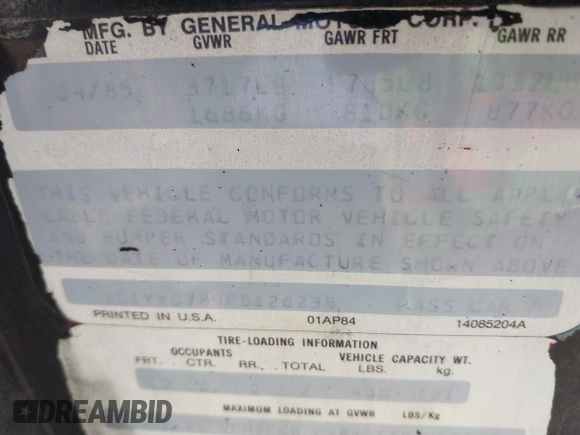 MFG. BY GENERAL MOTORS CORP.
DATE GVWR GAWR FRT GAWR RR
04/85 3717LB 1785LB 1932LB
1686KG 810KG 877KG
THIS VEHICLE CONFORMS TO ALL APPLI-
CABLE FEDERAL MOTOR VEHICLE SAFETY
AND BUMPER STANDARDS IN EFFECT ON
THE DATE OF MANUFACTURE SHOWN ABOVE
PASS CAR
PRINTED IN U.S.A. 01AP84 14085204A
TIRE-LOADING INFORMATION
OCCUPANTS VEHICLE CAPACITY WT.
FRT. CTR. RR. TOTAL LBS. kg.
MAXIMUM LOADING AT GVWR LBS/Kg
DREAMBID